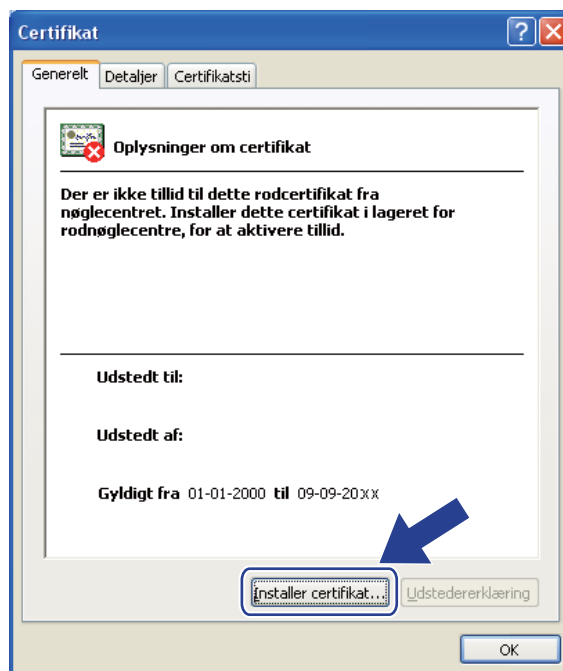 Certifikat
Generelt Detaljer Certifikatsti
Oplysninger om certifikat
Der er ikke tillid til dette rodcertifikat fra
nøglecentret. Installer dette certifikat i lageret for
rodnøglecentre, for at aktivere tillid.
Udstedt til:
Udstedt af:
Gyldigt fra 01-01-2000 til 09-09-20xx
Installer certifikat... Udstedererklæring
OK